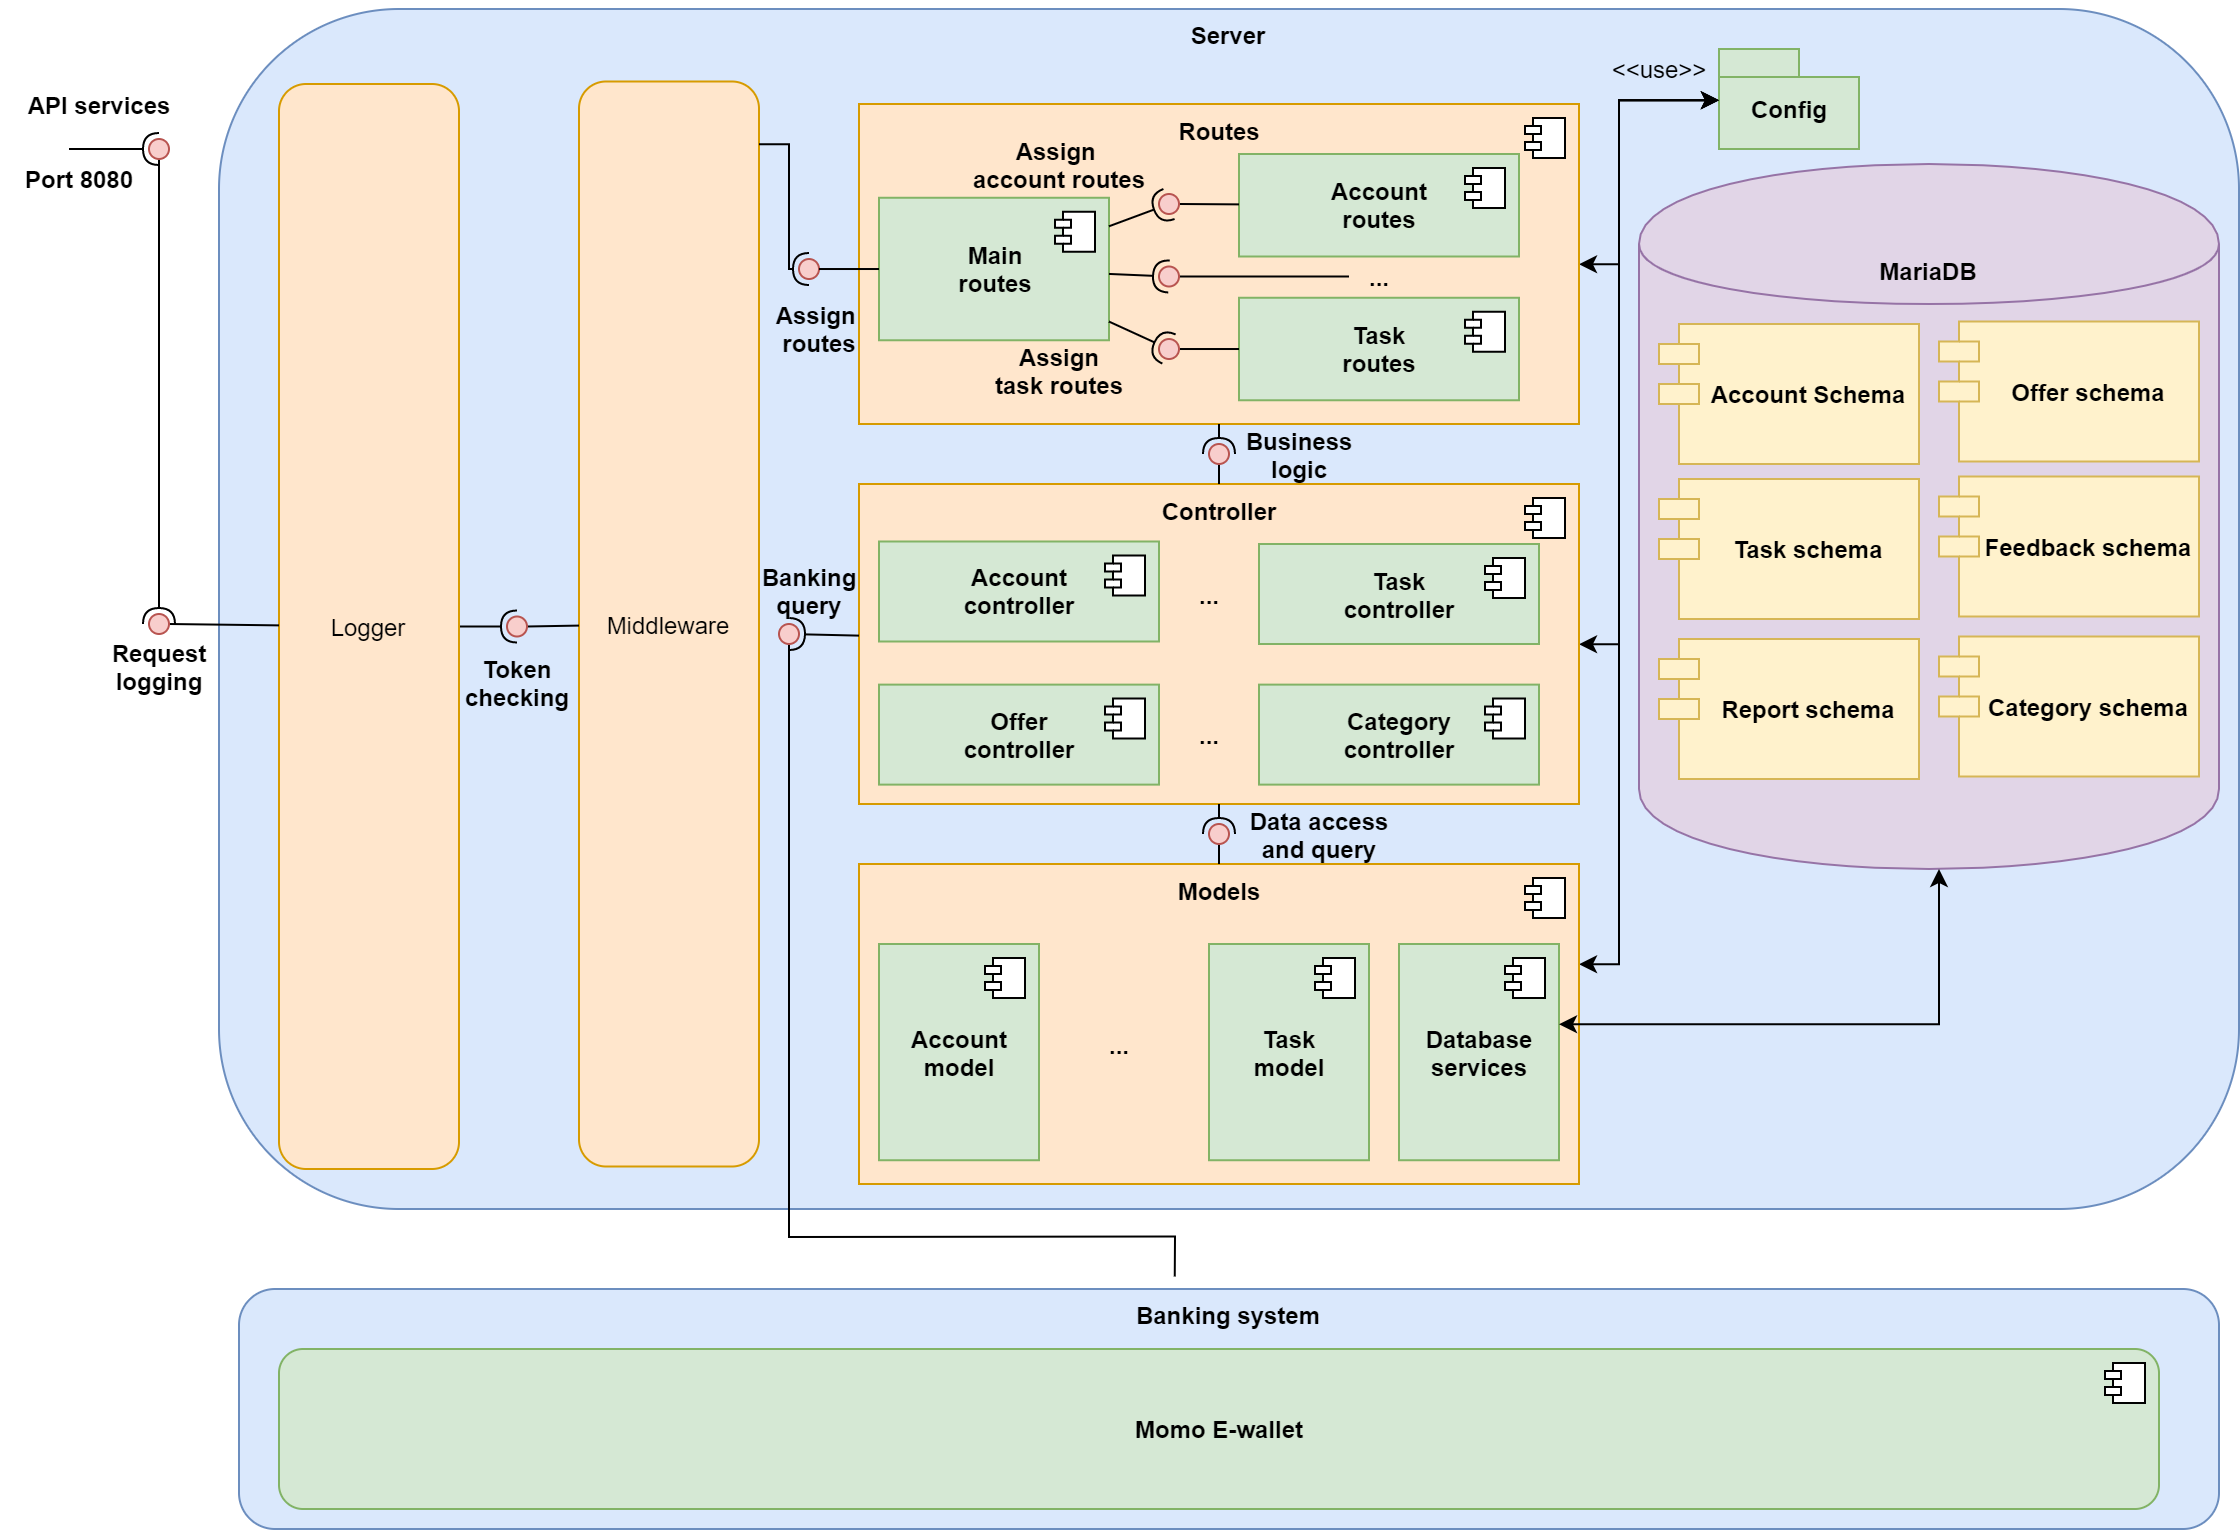 Server
API services
Port 8080
Request
logging
Logger
Token
checking
Middleware
Assign
routes
Banking
query
Routes
Assign
account routes
Main
routes
Assign
task routes
Account
routes
...
Task
routes
Business
logic
Controller
Account
controller
...
Task
controller
Offer
controller
...
Category
controller
Data access
and query
Models
Account
model
...
Task
model
Database
services
<<use>>
Config
MariaDB
Account Schema
Offer schema
Task schema
Feedback schema
Report schema
Category schema
Banking system
Momo E-wallet